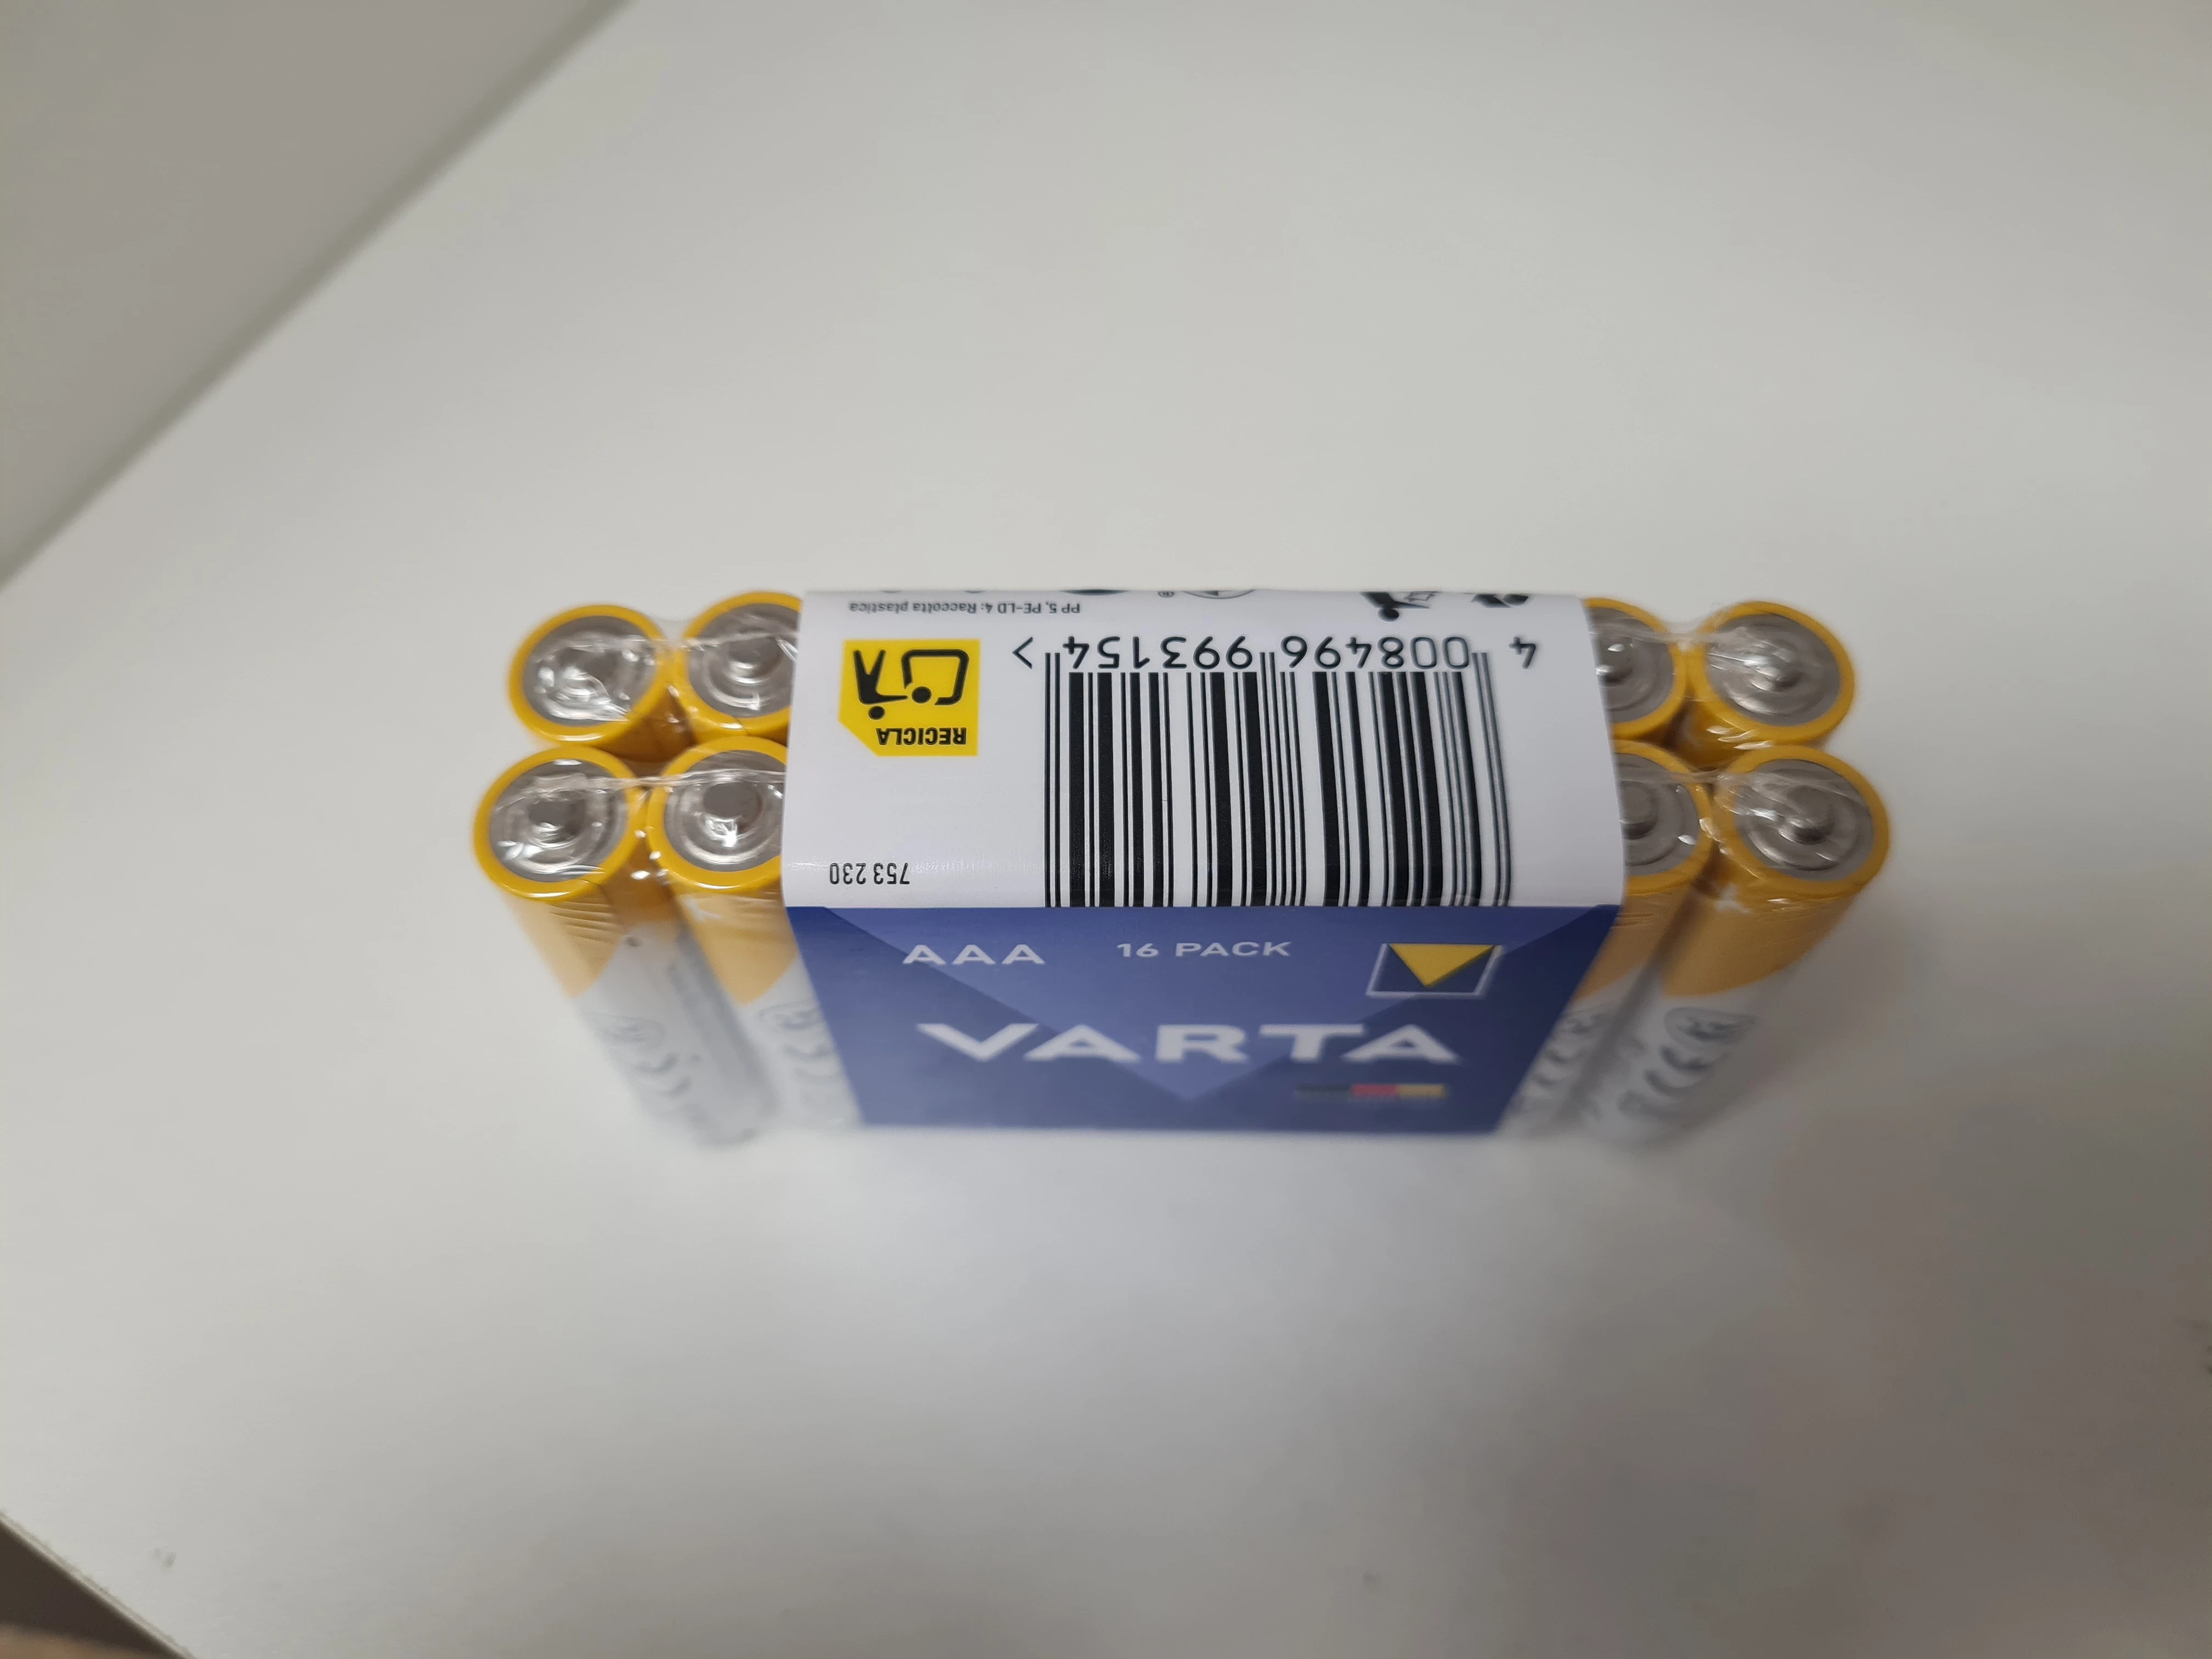 PP 5, PE-LD 4: Raccolta plastica
4 008496 993154 >
RECICLA
753 230
AAA 16 PACK
VARTA